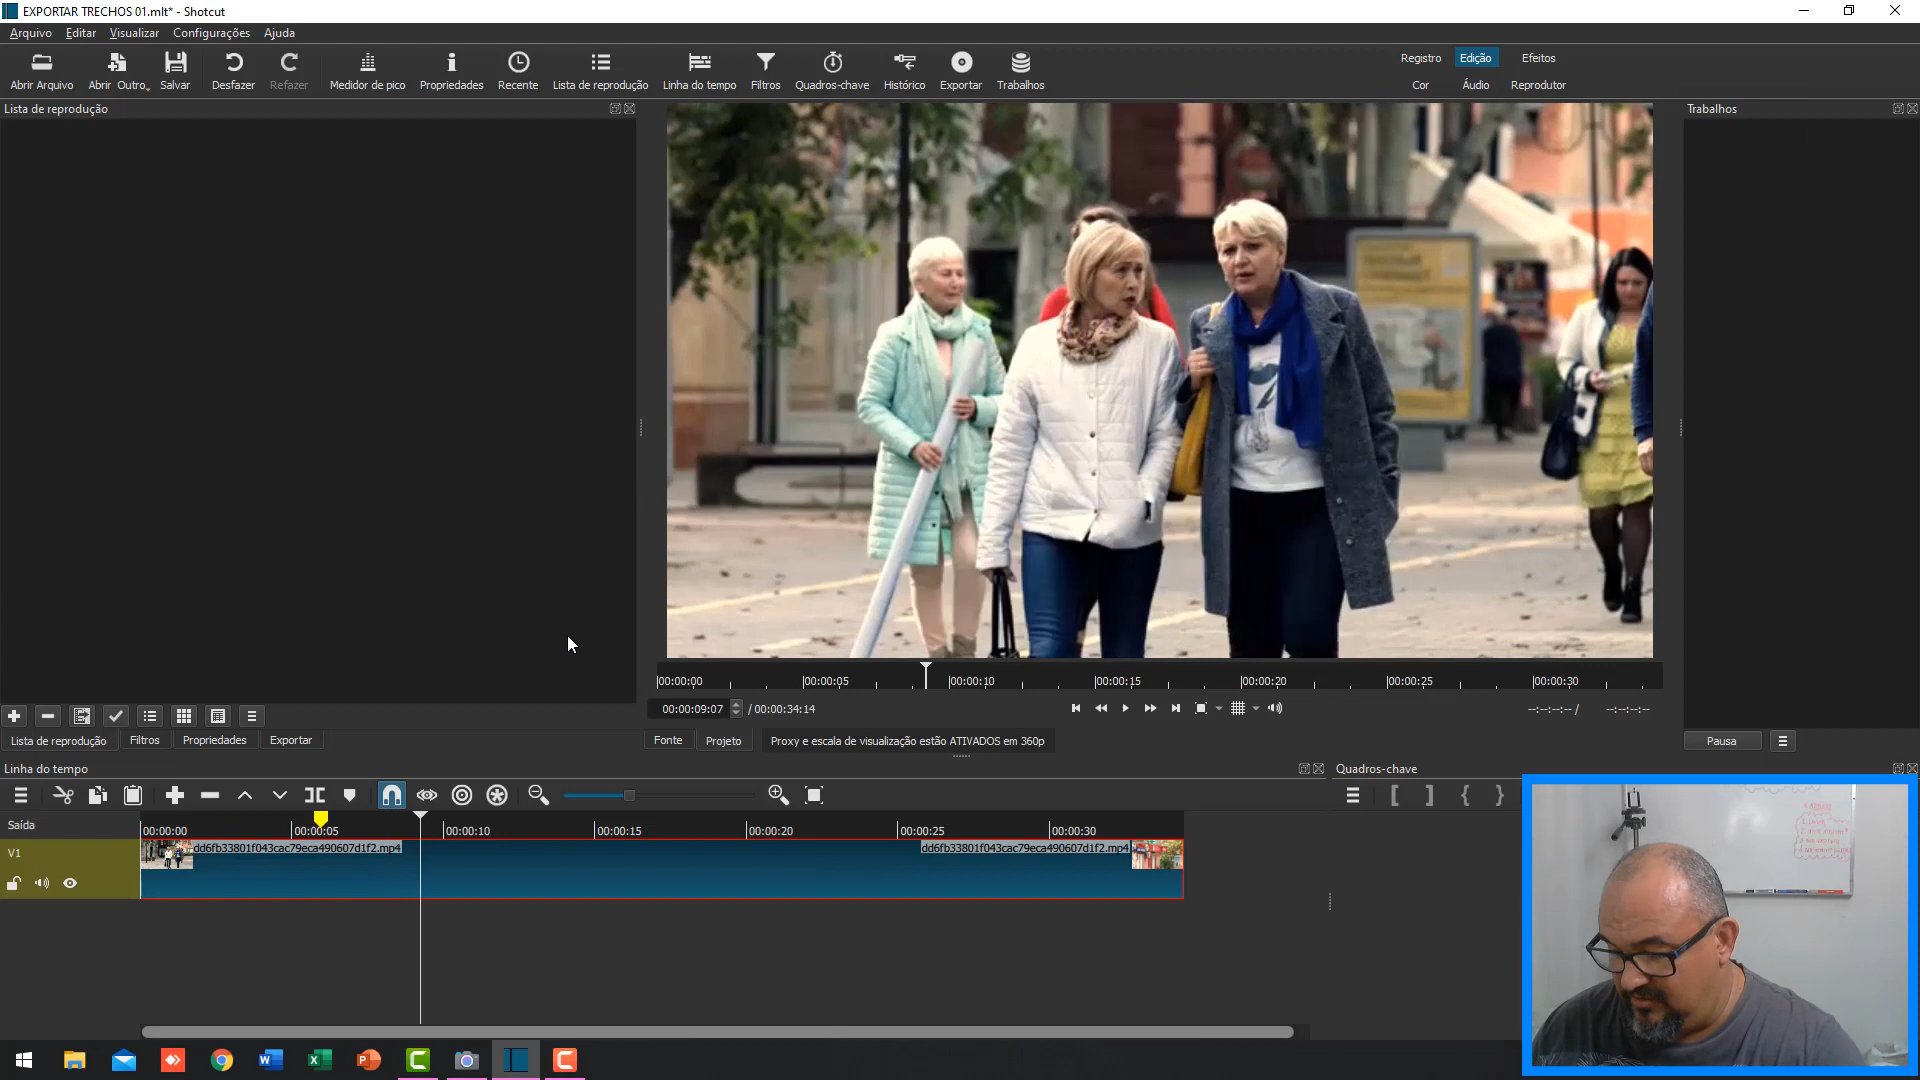 EXPORTAR TRECHOS 01.mlt* - Shotcut
Arquivo Editar Visualizar Configurações Ajuda
Abrir Arquivo Abrir Outro Salvar Desfazer Refazer Medidor de pico Propriedades Recente Lista de reprodução Linha do tempo Filtros Quadros-chave Histórico Exportar Trabalhos
Registro Edição Efeitos
Cor Áudio Reprodutor
Lista de reprodução
Trabalhos
00:00:00 00:00:05 00:00:10 00:00:15 00:00:20 00:00:25 00:00:30
00:00:09:07 / 00:00:34:14
--:--:--:-- / --:--:--:--
Lista de reprodução Filtros Propriedades Exportar
Fonte Projeto Proxy e escala de visualização estão ATIVADOS em 360p
Pausa
Linha do tempo
Quadros-chave
Saída
00:00:00 00:00:05 00:00:10 00:00:15 00:00:20 00:00:25 00:00:30
V1
dd6fb33801f043cac79eca490607d1f2.mp4 dd6fb33801f043cac79eca490607d1f2.mp4